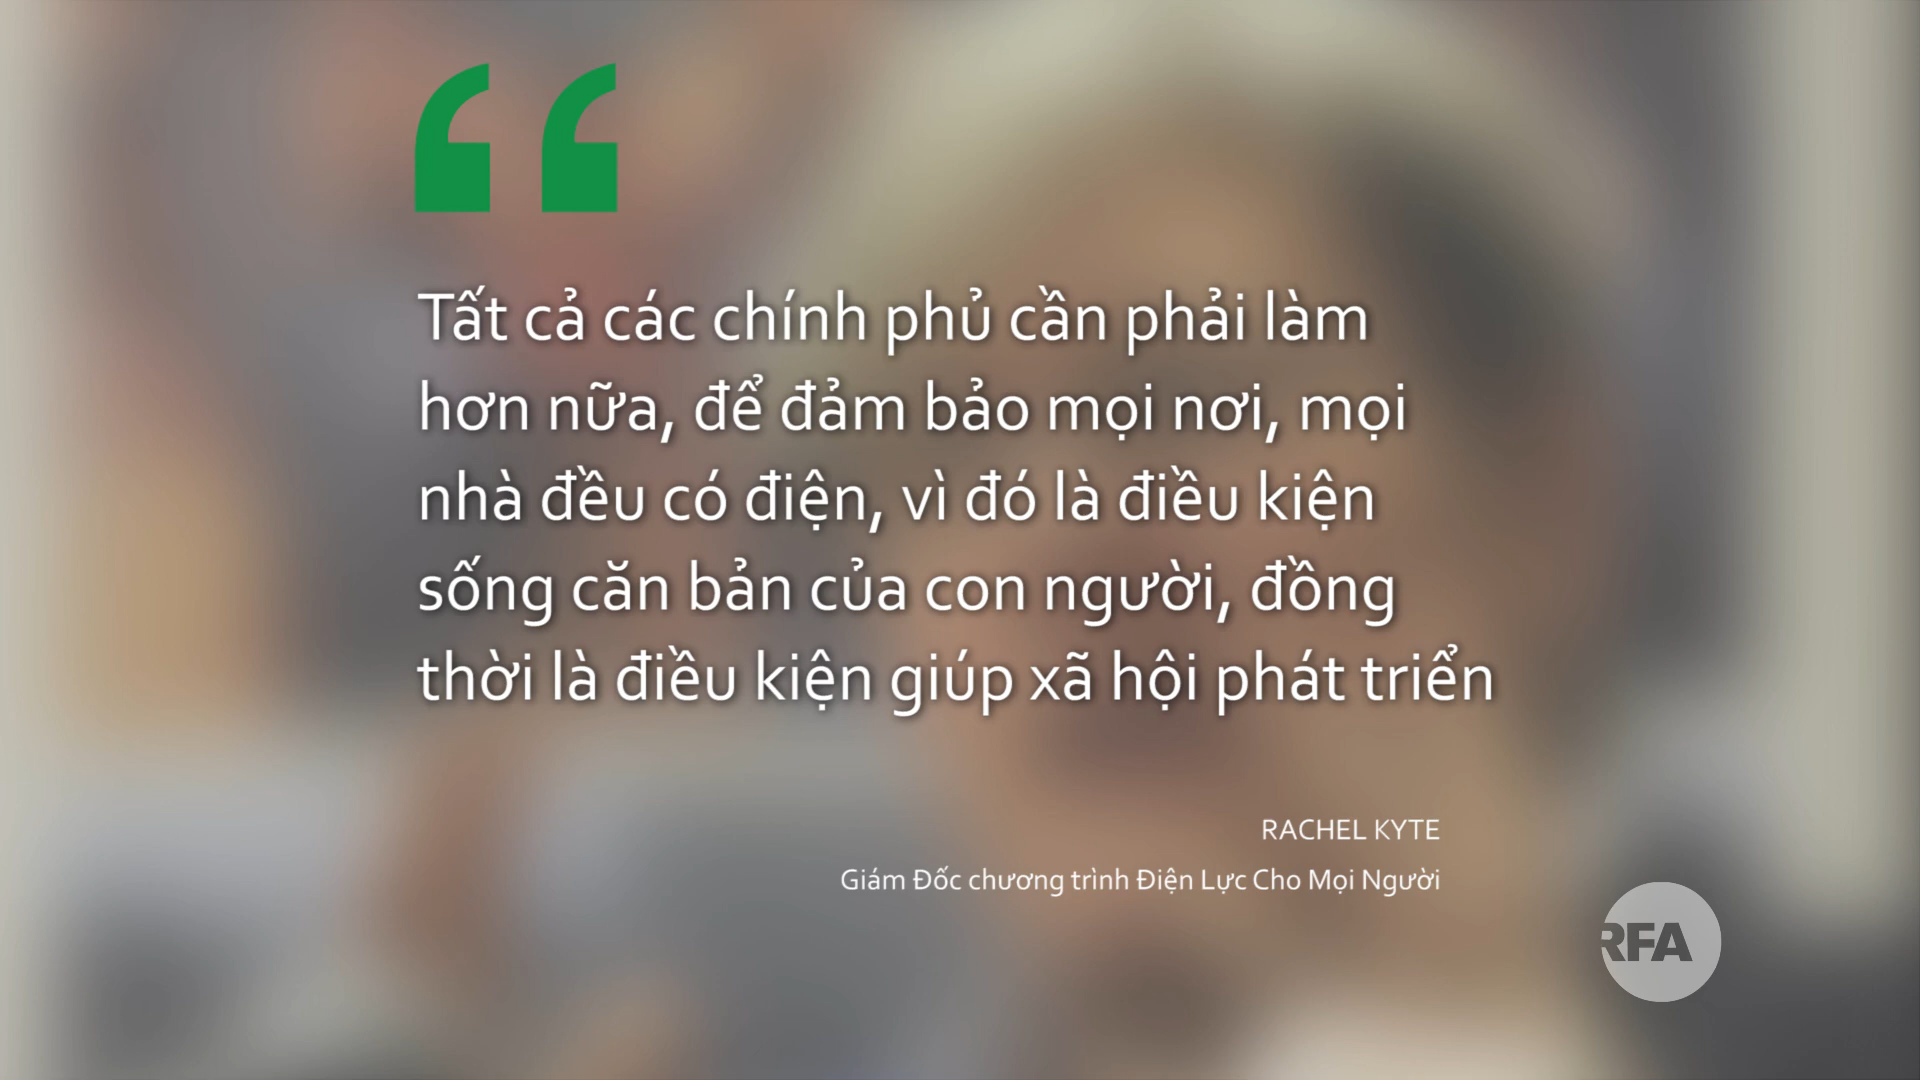 Tất cả các chính phủ cần phải làm
hơn nữa, để đảm bảo mọi nơi, mọi
nhà đều có điện, vì đó là điều kiện
sống căn bản của con người, đồng
thời là điều kiện giúp xã hội phát triển
RACHEL KYTE
Giám Đốc chương trình Điện Lực Cho Mọi Người
RFA